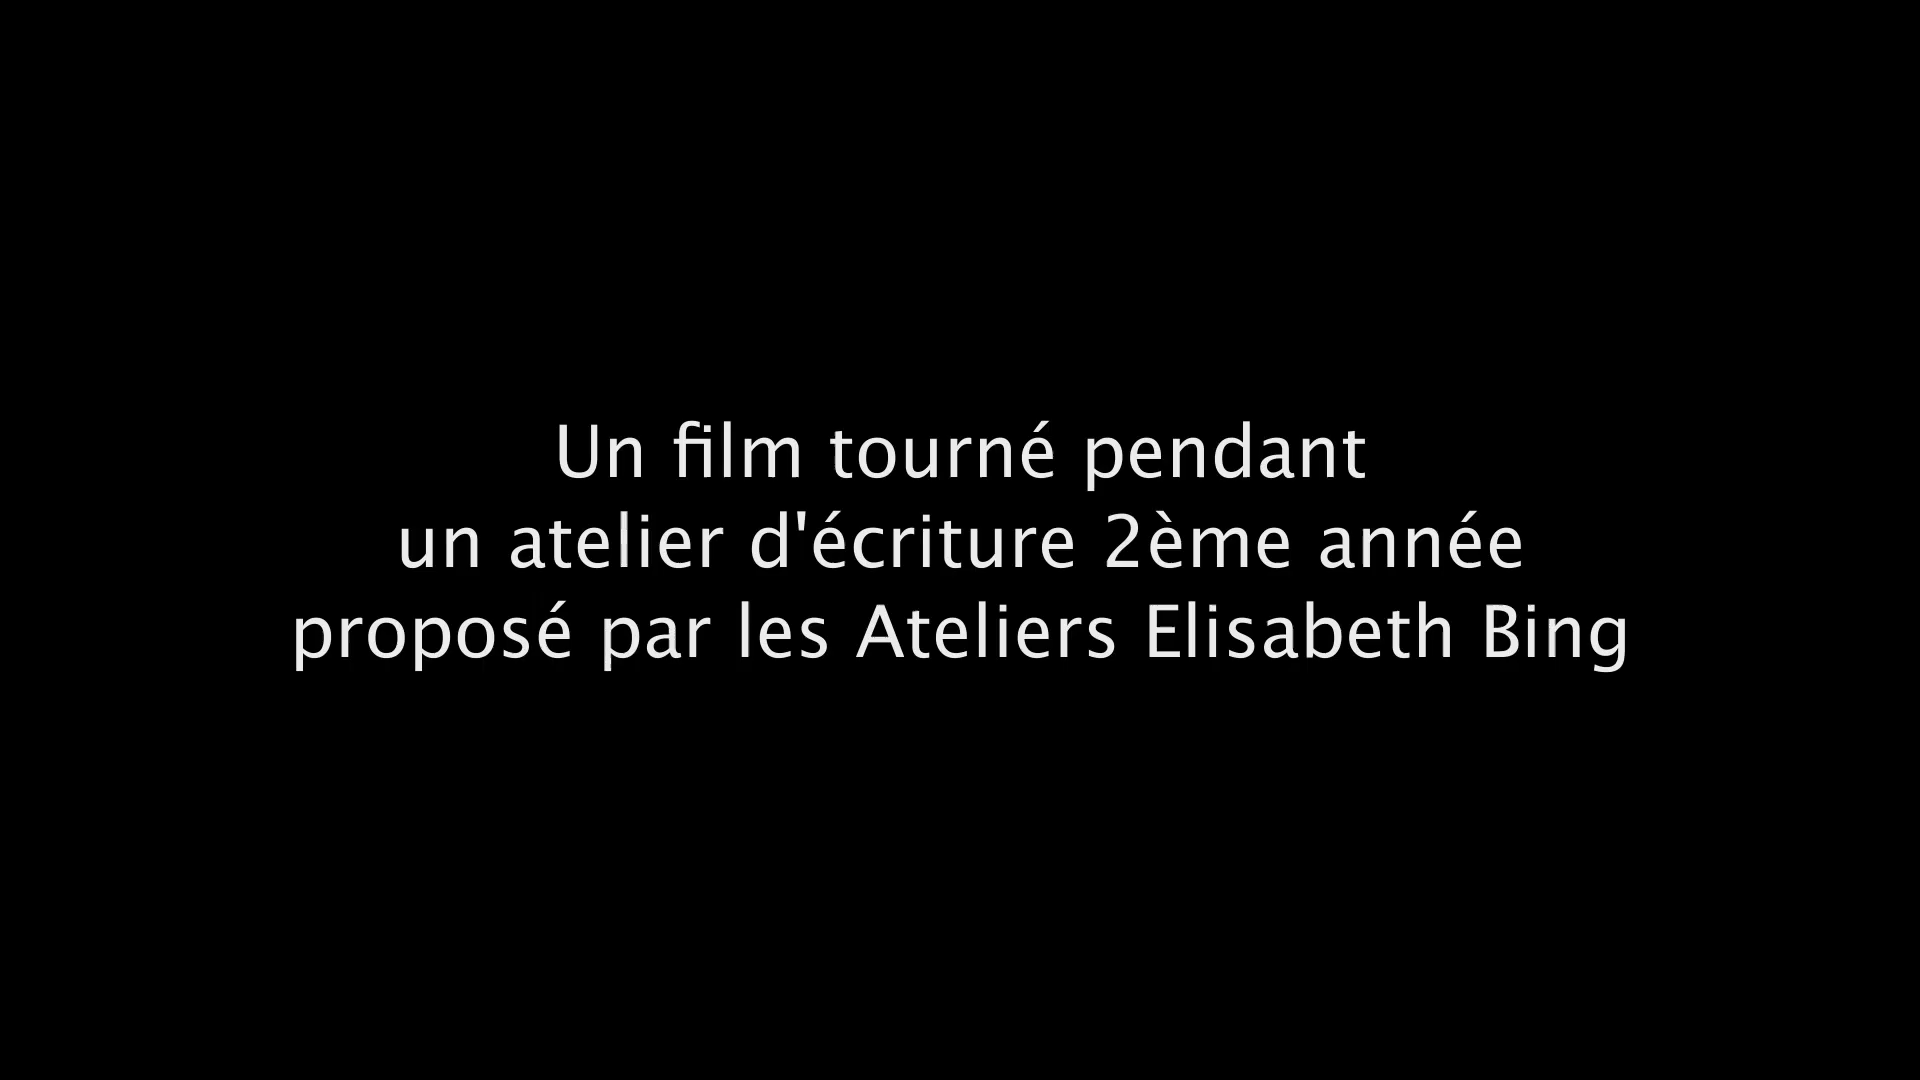 Un film tourné pendant
un atelier d'écriture 2ème année
proposé par les Ateliers Elisabeth Bing